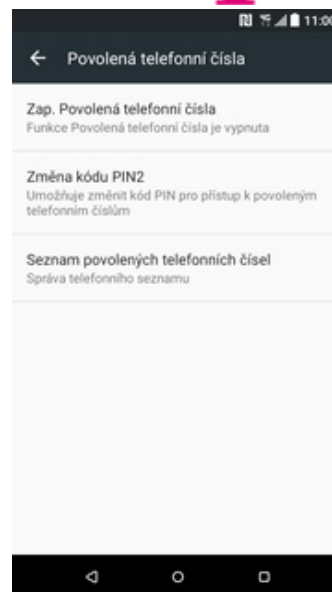 11:00
Povolená telefonní čísla
Zap. Povolená telefonní čísla
Funkce Povolená telefonní čísla je vypnuta
Změna kódu PIN2
Umožňuje změnit kód PIN pro přístup k povoleným
telefonním číslům
Seznam povolených telefonních čísel
Správa telefonního seznamu